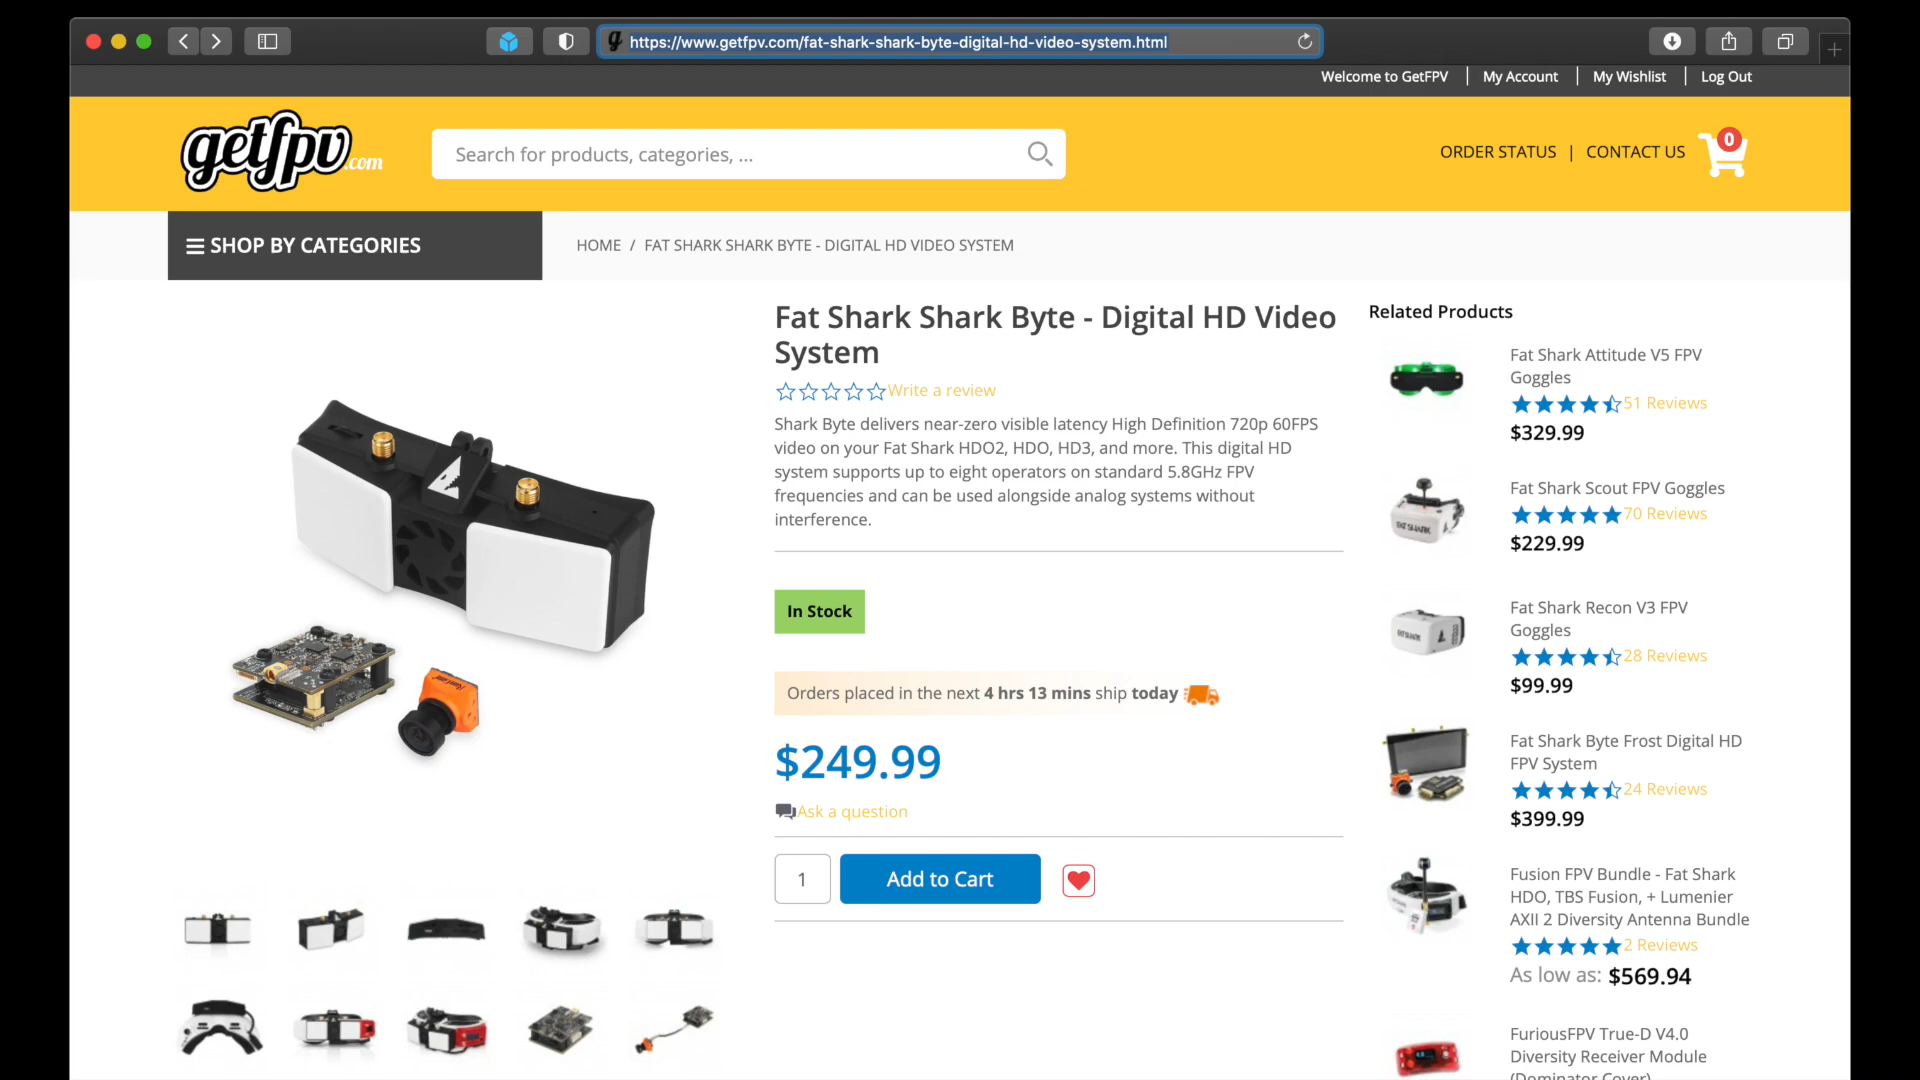 https://www.getfpv.com/fat-shark-shark-byte-digital-hd-video-system.html
Welcome to GetFPV
My Account
My Wishlist
Log Out
getfpv.com
Search for products, categories, ...
ORDER STATUS | CONTACT US
0
SHOP BY CATEGORIES
HOME / FAT SHARK SHARK BYTE - DIGITAL HD VIDEO SYSTEM
Fat Shark Shark Byte - Digital HD Video
System
Write a review
Shark Byte delivers near-zero visible latency High Definition 720p 60FPS
video on your Fat Shark HDO2, HDO, HD3, and more. This digital HD
system supports up to eight operators on standard 5.8GHz FPV
frequencies and can be used alongside analog systems without
interference.
In Stock
Orders placed in the next 4 hrs 13 mins ship today
$249.99
Ask a question
1
Add to Cart
Related Products
Fat Shark Attitude V5 FPV
Goggles
51 Reviews
$329.99
FAT SHARK
Fat Shark Scout FPV Goggles
70 Reviews
$229.99
Fat Shark Recon V3 FPV
Goggles
28 Reviews
$99.99
Fat Shark Byte Frost Digital HD
FPV System
24 Reviews
$399.99
Fusion FPV Bundle - Fat Shark
HDO, TBS Fusion, + Lumenier
AXII 2 Diversity Antenna Bundle
2 Reviews
As low as: $569.94
FuriousFPV True-D V4.0
Diversity Receiver Module
(Dominator Cover)